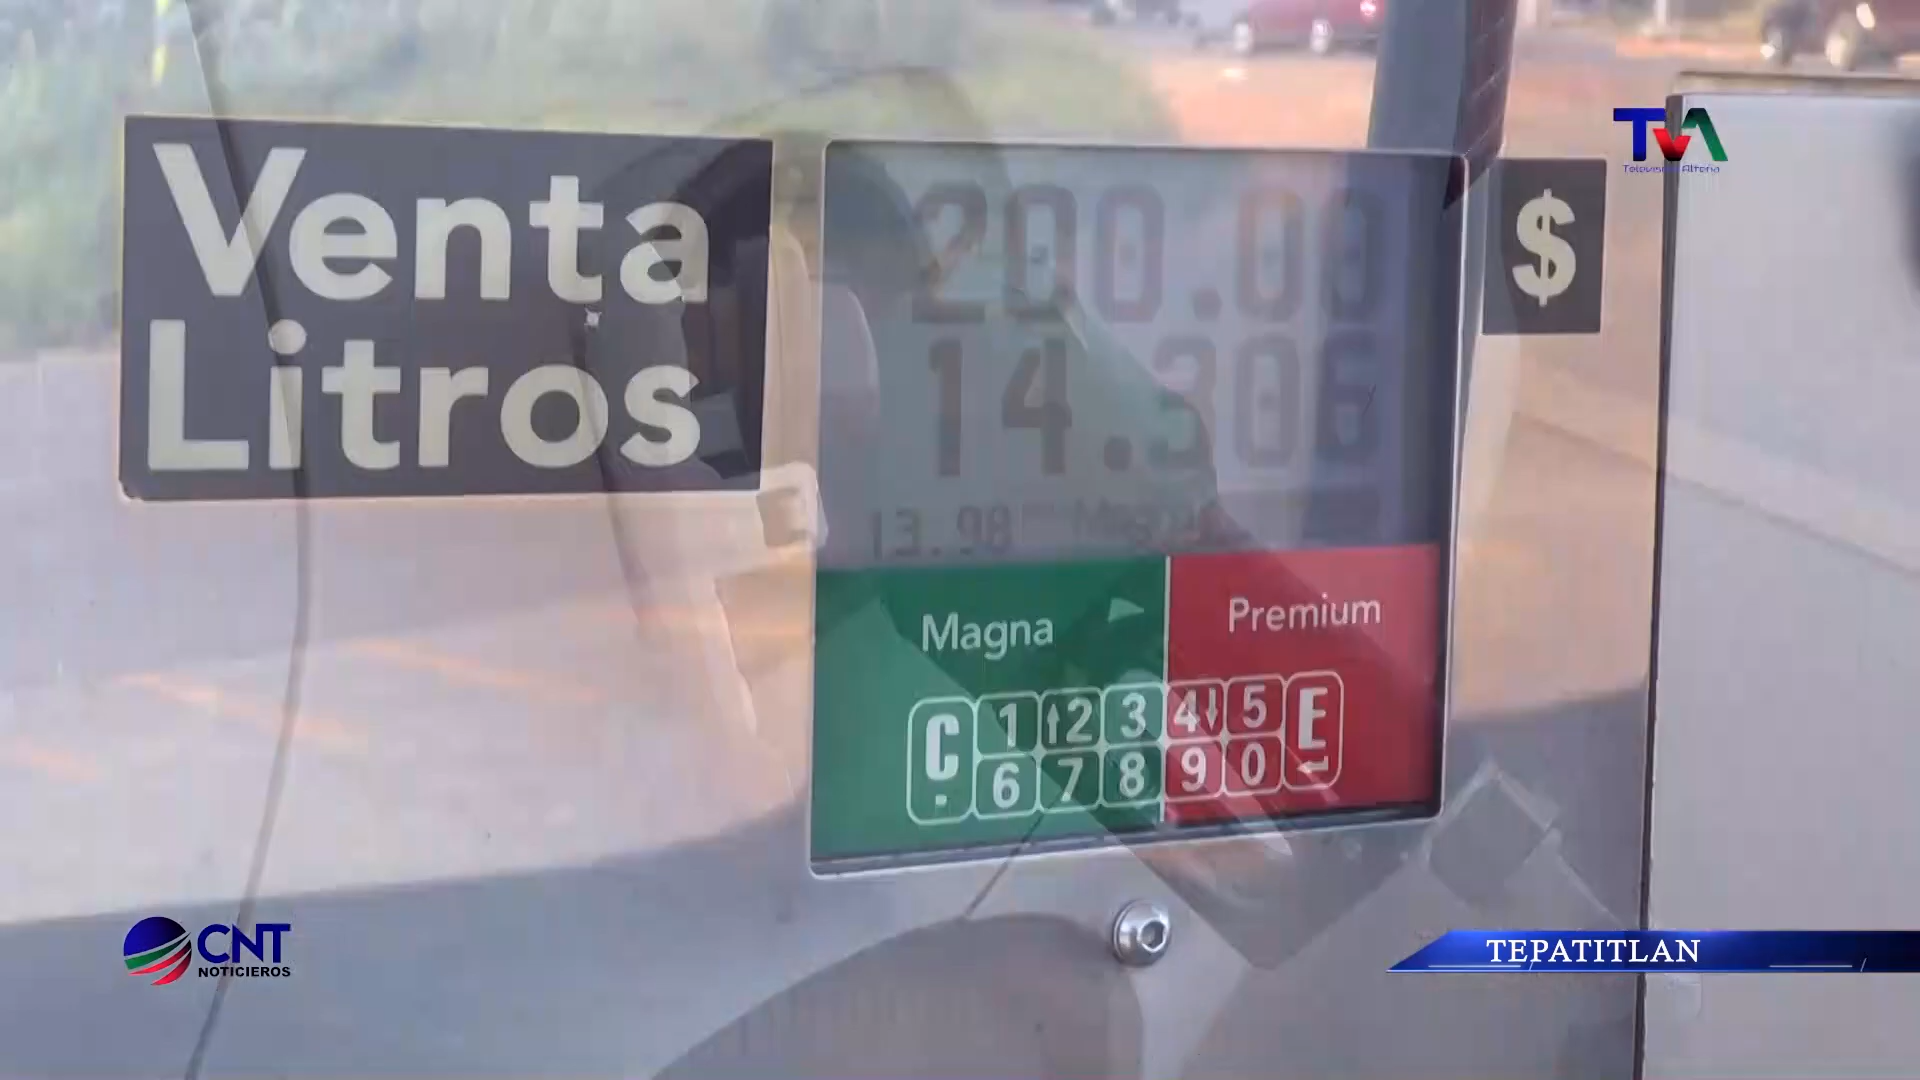 Venta
Litros
200.00
14.306
$
13.98
Magna
Premium
C 1 2 3 4 5 E
6 7 8 9 0
TVA
CNT
NOTICIEROS
TEPATITLAN